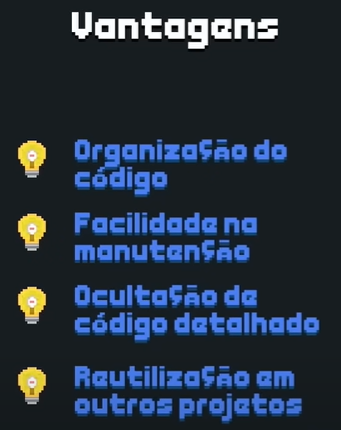 Vantagens
Organização do
código
Facilidade na
manutenção
Ocultação de
código detalhado
Reutilização em
outros projetos